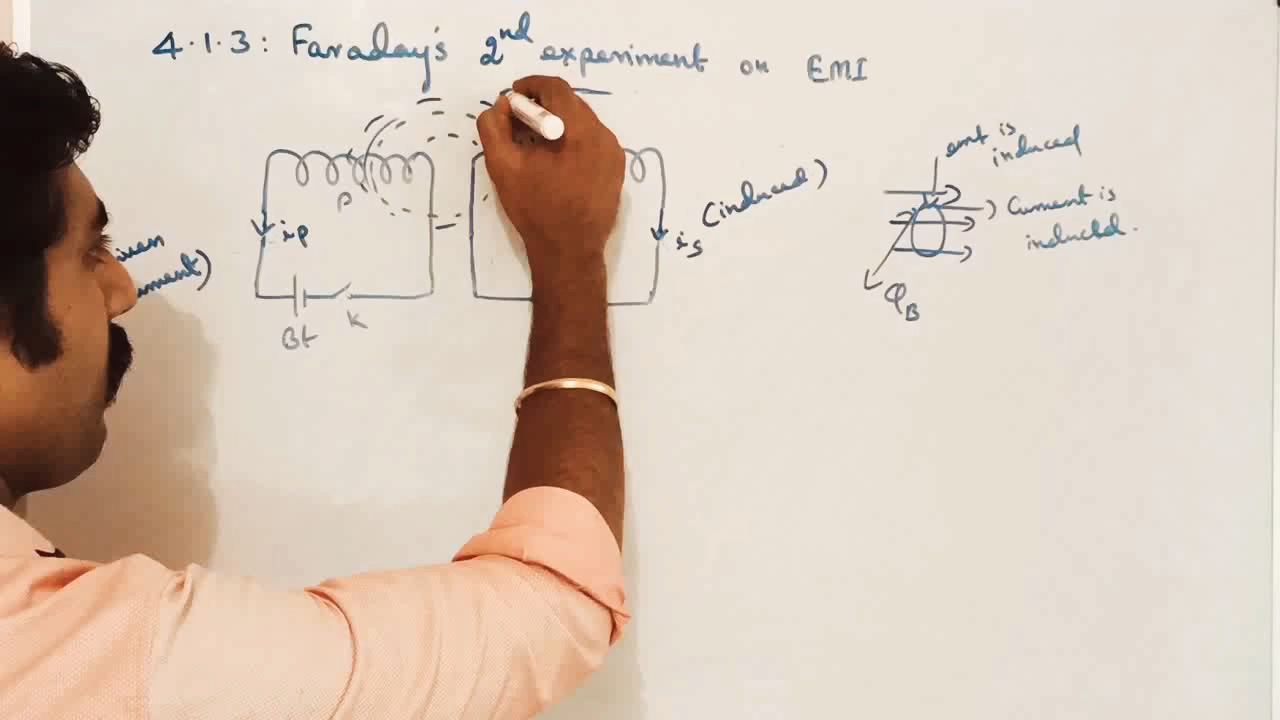 4.1.3: Faraday's 2nd experiment on EMI
emf is
induced
P
(induced)
Current is
induced.
ip
is
φB
K
Bt